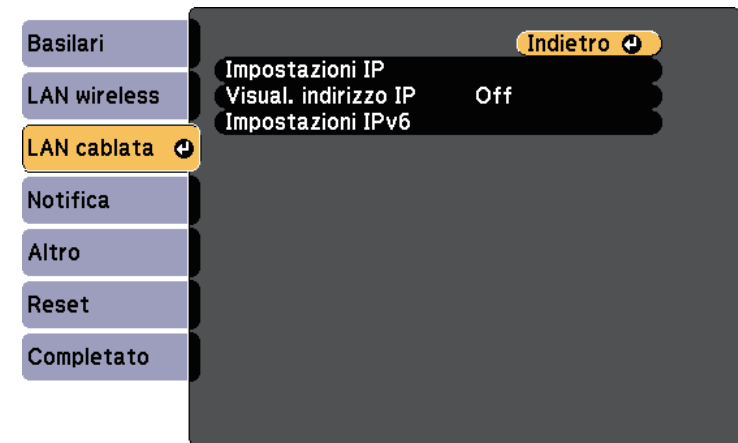 Basilari
LAN wireless
LAN cablata
Notifica
Altro
Reset
Completato
Indietro
Impostazioni IP
Visual. indirizzo IP Off
Impostazioni IPv6